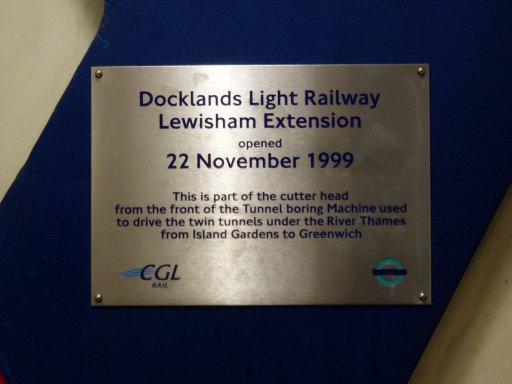 Docklands Light Railway
Lewisham Extension
opened
22 November 1999
This is part of the cutter head
from the front of the Tunnel boring Machine used
to drive the twin tunnels under the River Thames
from Island Gardens to Greenwich
CGL
RAIL